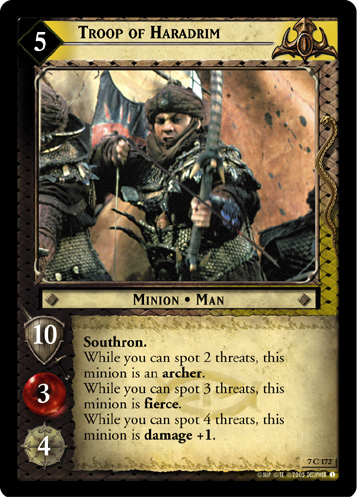 5
TROOP OF HARADRIM
MINION • MAN
10
Southron.
While you can spot 2 threats, this
minion is an archer.
3
While you can spot 3 threats, this
minion is fierce.
While you can spot 4 threats, this
4
minion is damage +1.
7 C 172